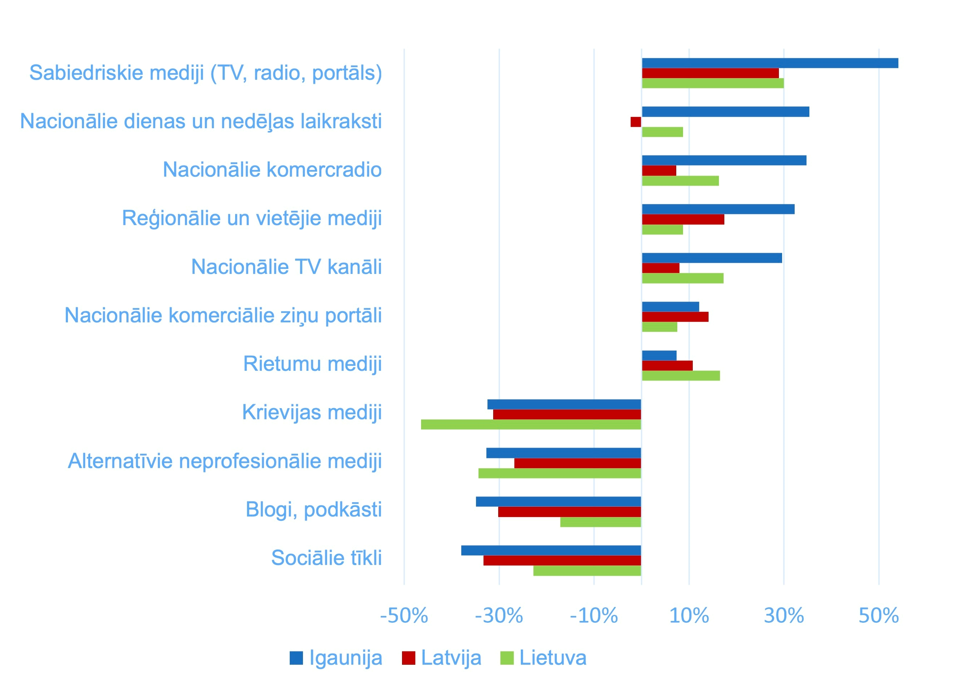 Sabiedriskie mediji (TV, radio, portāls)
Nacionālie dienas un nedēļas laikraksti
Nacionālie komercradio
Reģionālie un vietējie mediji
Nacionālie TV kanāli
Nacionālie komerciālie ziņu portāli
Rietumu mediji
Krievijas mediji
Alternatīvie neprofesionālie mediji
Blogi, podkāsti
Sociālie tīkli
-50% -30% -10% 10% 30% 50%
Igaunija Latvija Lietuva